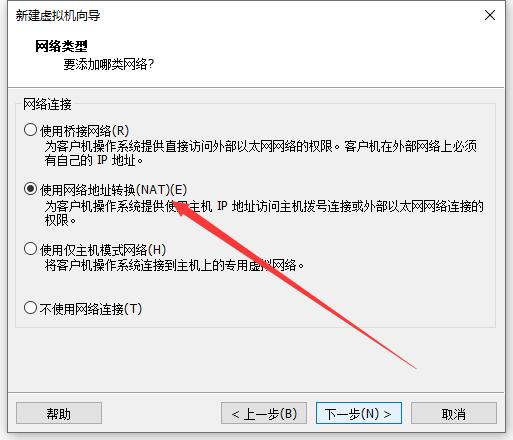 新建虚拟机向导
网络类型
要添加哪类网络?
网络连接
使用桥接网络(R)
为客户机操作系统提供直接访问外部以太网网络的权限。客户机在外部网络上必须
有自己的 IP 地址。
使用网络地址转换(NAT)(E)
为客户机操作系统提供使用主机 IP 地址访问主机拨号连接或外部以太网网络连接的
权限。
使用仅主机模式网络(H)
将客户机操作系统连接到主机上的专用虚拟网络。
不使用网络连接(T)
帮助
< 上一步(B)
下一步(N) >
取消